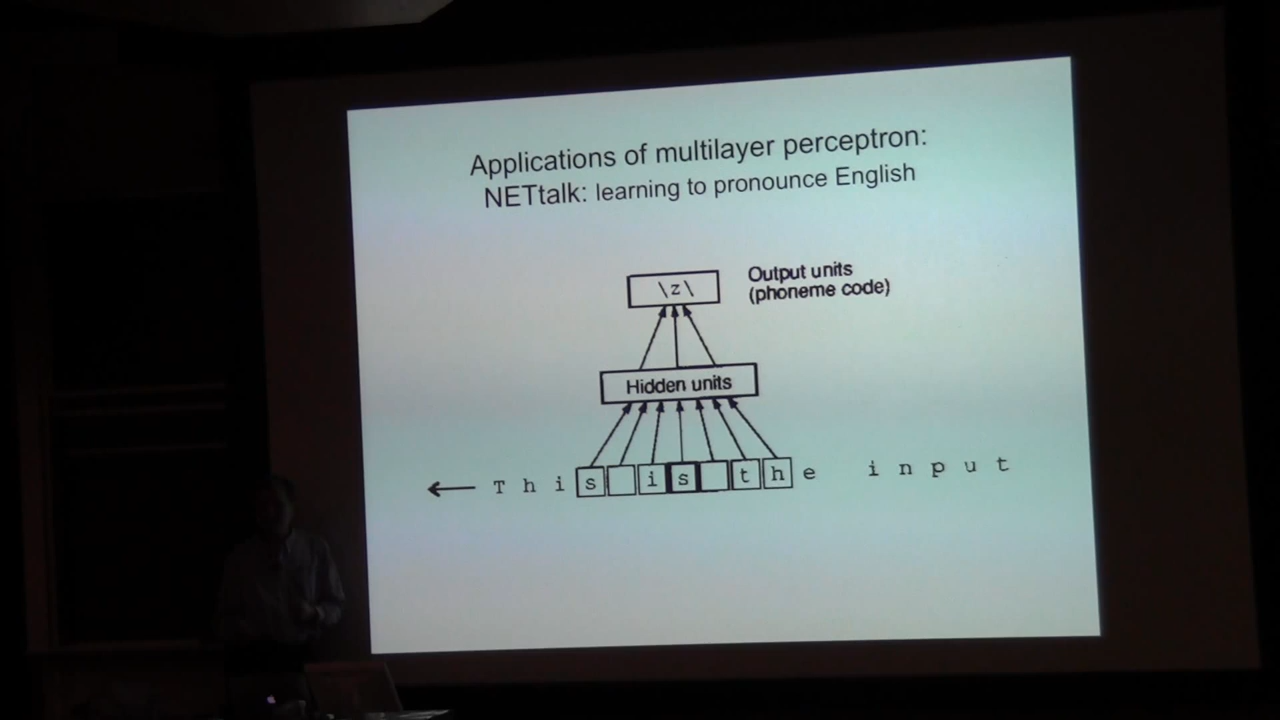 Applications of multilayer perceptron:
NETtalk: learning to pronounce English
\z\
Output units
(phoneme code)
Hidden units
This is the input